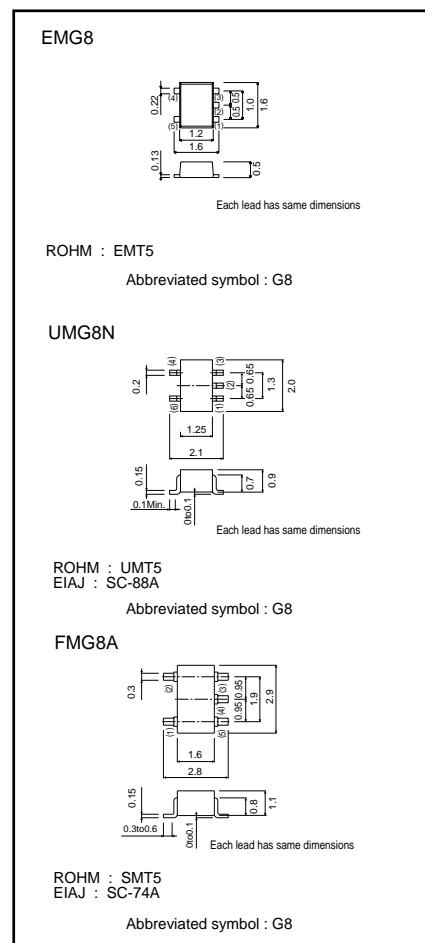 EMG8
0.22
(4)
(3)
(2)
(5)
(1)
0.5 0.5
1.0
1.6
1.2
1.6
0.13
0.5
Each lead has same dimensions
ROHM : EMT5
Abbreviated symbol : G8
UMG8N
(4)
(3)
0.2
(2)
(6)
(1)
0.65 0.65
1.3
2.0
1.25
2.1
0.15
0.1Min.
0to0.1
0.7
0.9
Each lead has same dimensions
ROHM : UMT5
EIAJ : SC-88A
Abbreviated symbol : G8
FMG8A
0.3
(2)
(3)
(4)
(1)
(5)
0.95 0.95
1.9
2.9
1.6
2.8
0.15
0.3to0.6
0to0.1
0.8
1.1
Each lead has same dimensions
ROHM : SMT5
EIAJ : SC-74A
Abbreviated symbol : G8